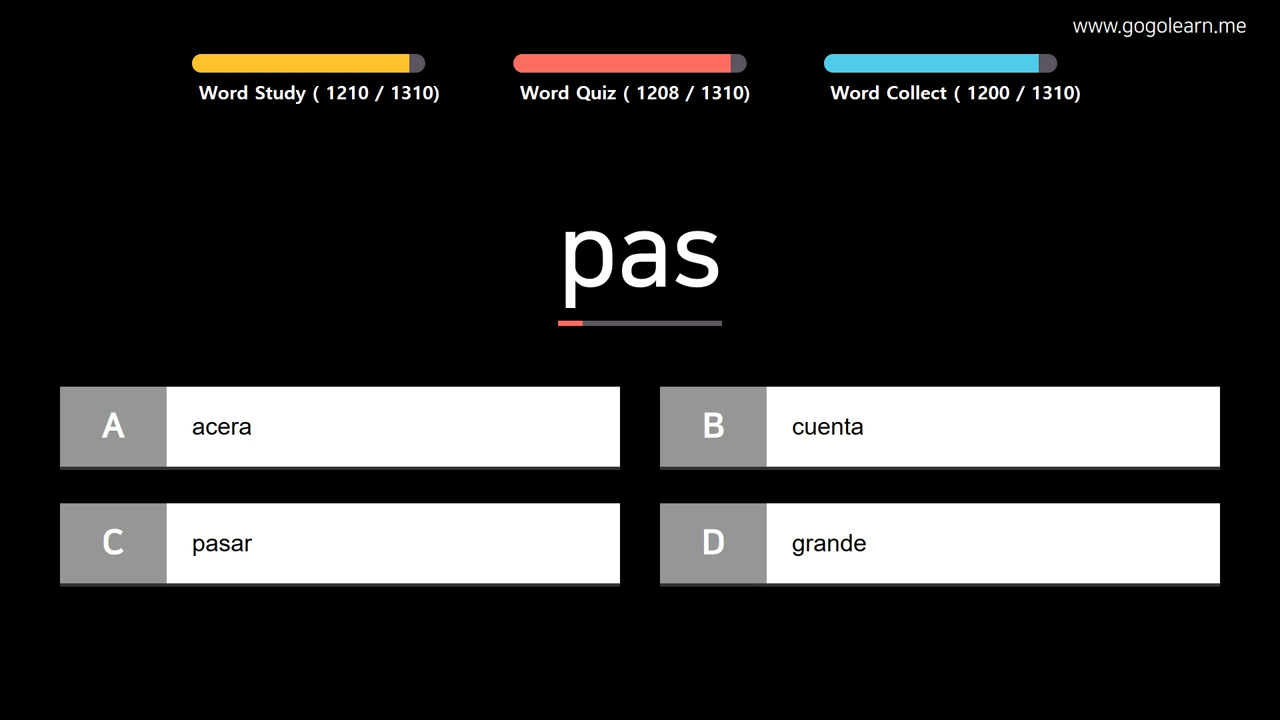 www.gogolearn.me
Word Study ( 1210 / 1310)
Word Quiz ( 1208 / 1310)
Word Collect ( 1200 / 1310)
pas
A acera
B cuenta
C pasar
D grande